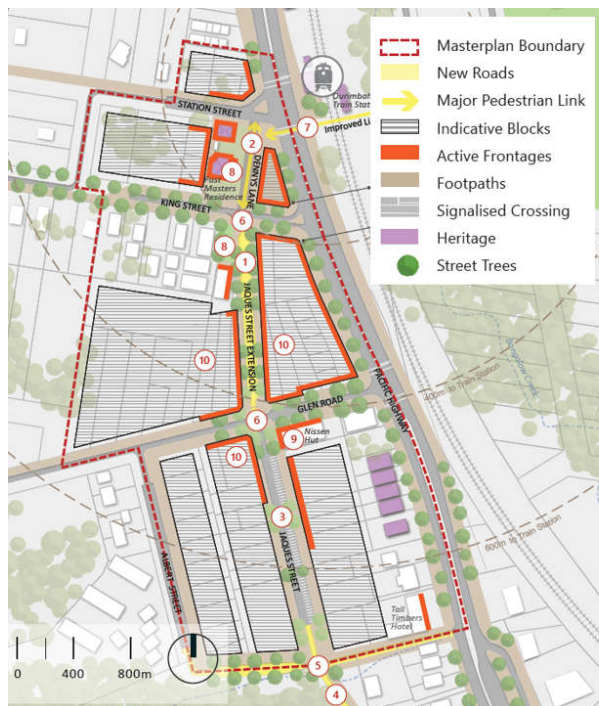 Masterplan Boundary
New Roads
Major Pedestrian Link
Indicative Blocks
Active Frontages
Footpaths
Signalised Crossing
Heritage
Street Trees
STATION STREET
Ourimbah
Train Stat
7
Improved Li
2
DENNYS LANE
8
Post
Masters
Residence
KING STREET
6
8
1
JAQUES STREET EXTENSION
10
10
PACIFIC HIGHWAY
400m to Train Station
GLEN ROAD
6
9
Nissen
Hut
10
3
JAQUES STREET
600m to Train Station
ALBERT STREET
Tall
Timbers
Hotel
5
4
0 400 800m